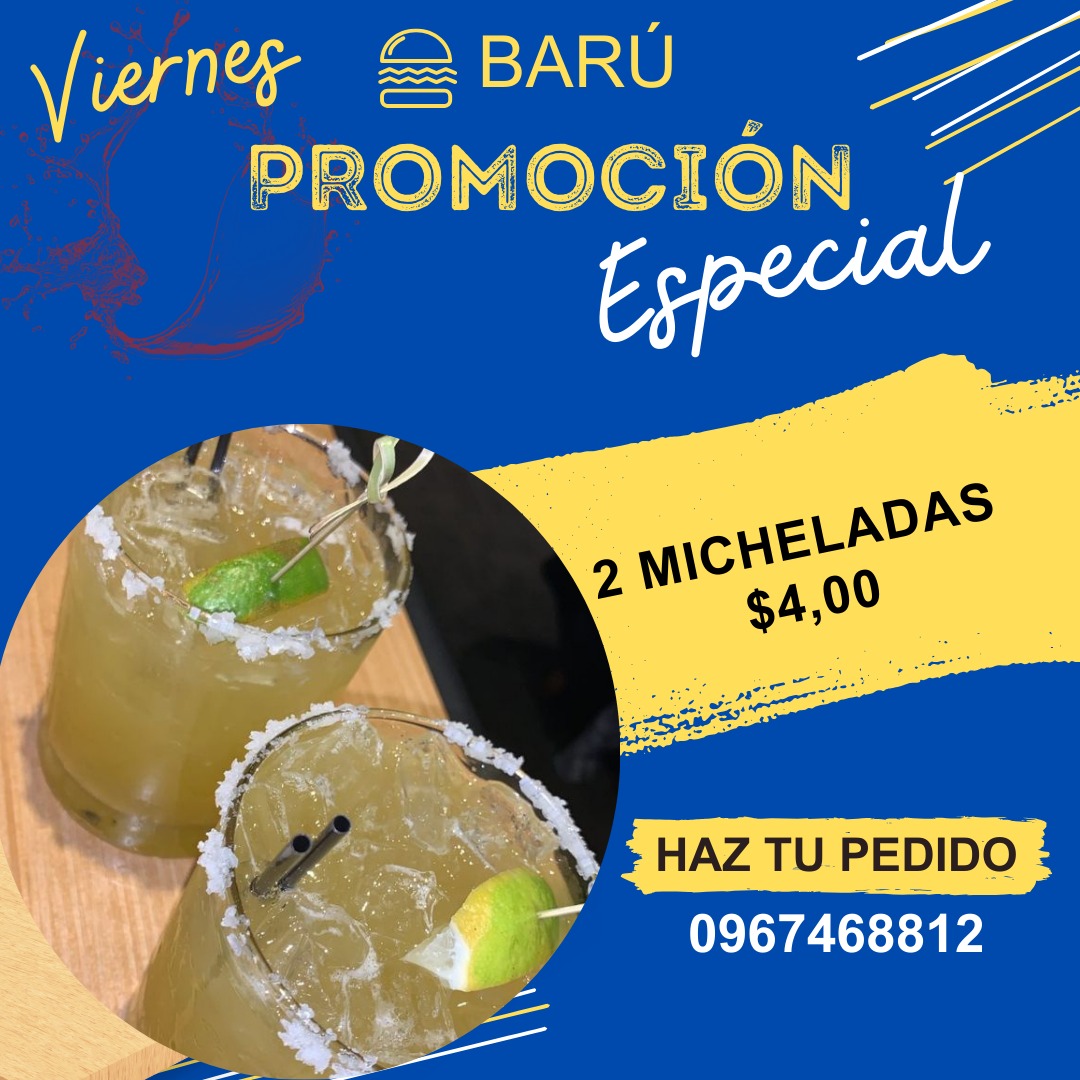 Viernes
BARÚ
PROMOCIÓN
Especial
2 MICHELADAS
$4,00
HAZ TU PEDIDO
0967468812